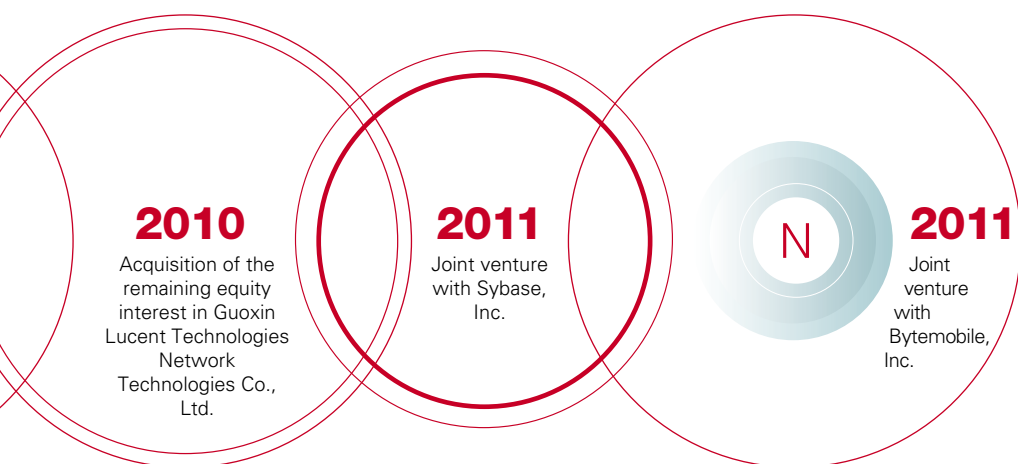 2010
Acquisition of the
remaining equity
interest in Guoxin
Lucent Technologies
Network
Technologies Co.,
Ltd.
2011
Joint venture
with Sybase,
Inc.
N
2011
Joint
venture
with
Bytemobile,
Inc.